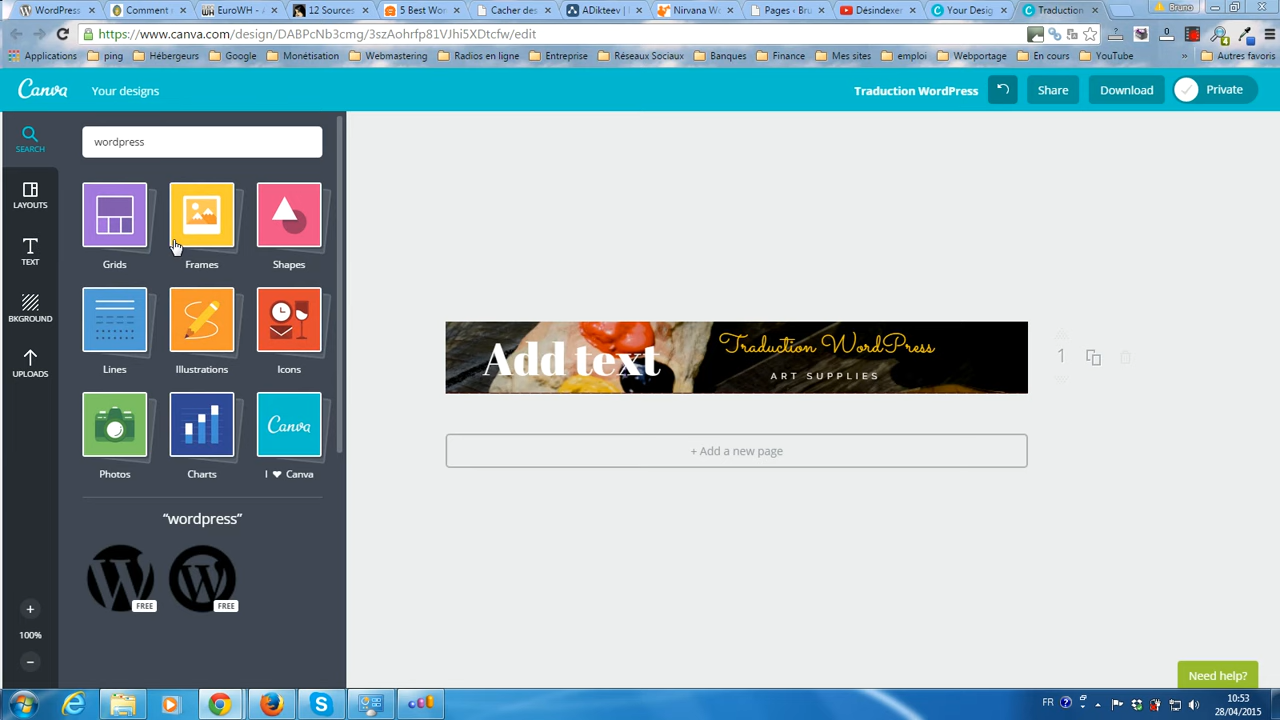 WordPress
Comment
EuroWH -
12 Sources
5 Best Wo
Cacher des
ADikteev |
Nirvana W
Pages ‹ Bru
Désindexer
Your Desig
Traduction
Bruno
https://www.canva.com/design/DABPcNB3cmg/3szAohrfp81VJhi5XDtcfw/edit
Applications
ping
Hébergeurs
Google
Monétisation
Webmastering
Radios en ligne
Entreprise
Réseaux Sociaux
Banques
Finance
Mes sites
emploi
Webportage
En cours
YouTube
»
Autres favoris
Canva
Your designs
Traduction WordPress
Share
Download
Private
SEARCH
LAYOUTS
TEXT
BKGROUND
UPLOADS
100%
wordpress
Grids
Frames
Shapes
Lines
Illustrations
Icons
Canva
Photos
Charts
I ❤ Canva
“wordpress”
FREE
FREE
Add text
Traduction WordPress
ART SUPPLIES
1
+ Add a new page
Need help?
FR
10:53
28/04/2015